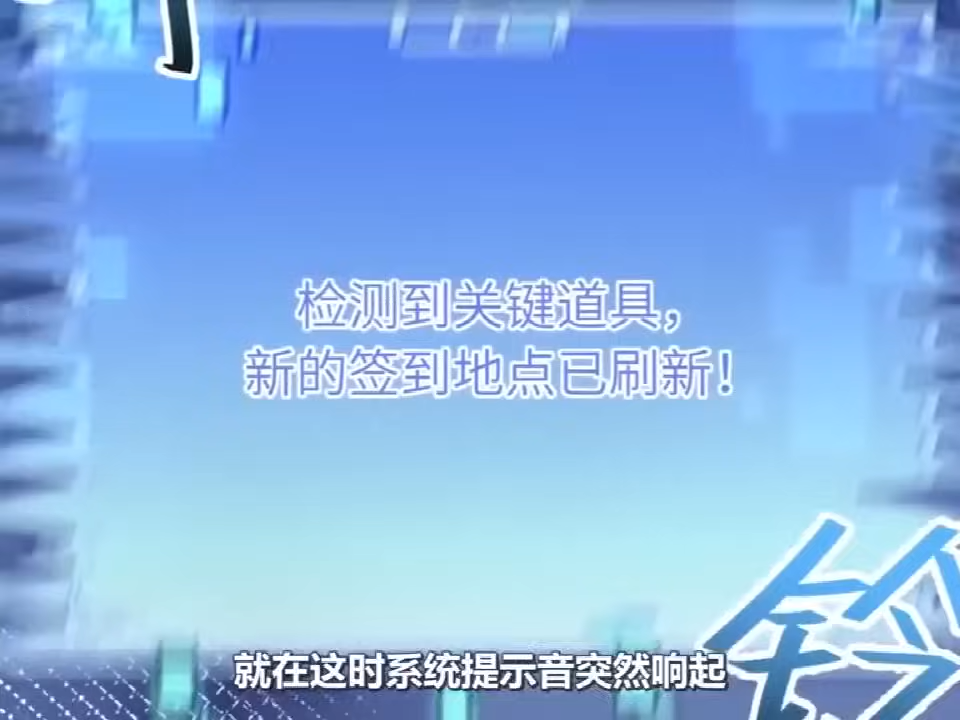 检测到关键道具，
新的签到地点已刷新！
铃
就在这时系统提示音突然响起